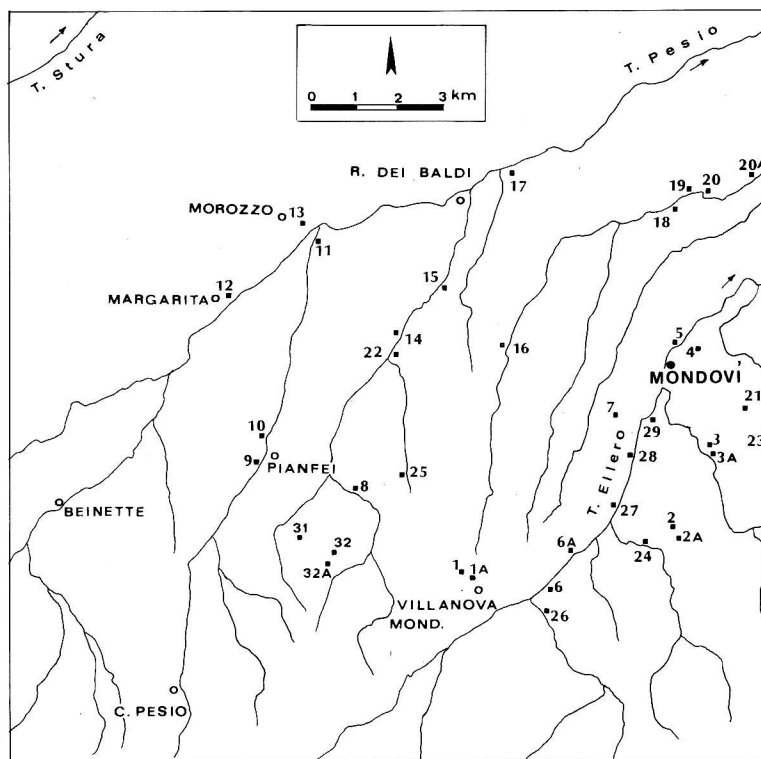 T. Stura
T. Pesio
0 1 2 3 km
R. DEI BALDI
17
20A
19 20
18
MOROZZO 13
11
12
MARGARITA
15
14
22
16
5
4
MONDOVI'
21
7
29
23
3
3A
28
T. Ellero
10
9
PIANFEI
25
8
BEINETTE
27
2
2A
24
31
32
32A
6A
1
1A
6
VILLANOVA
MOND.
26
C. PESIO